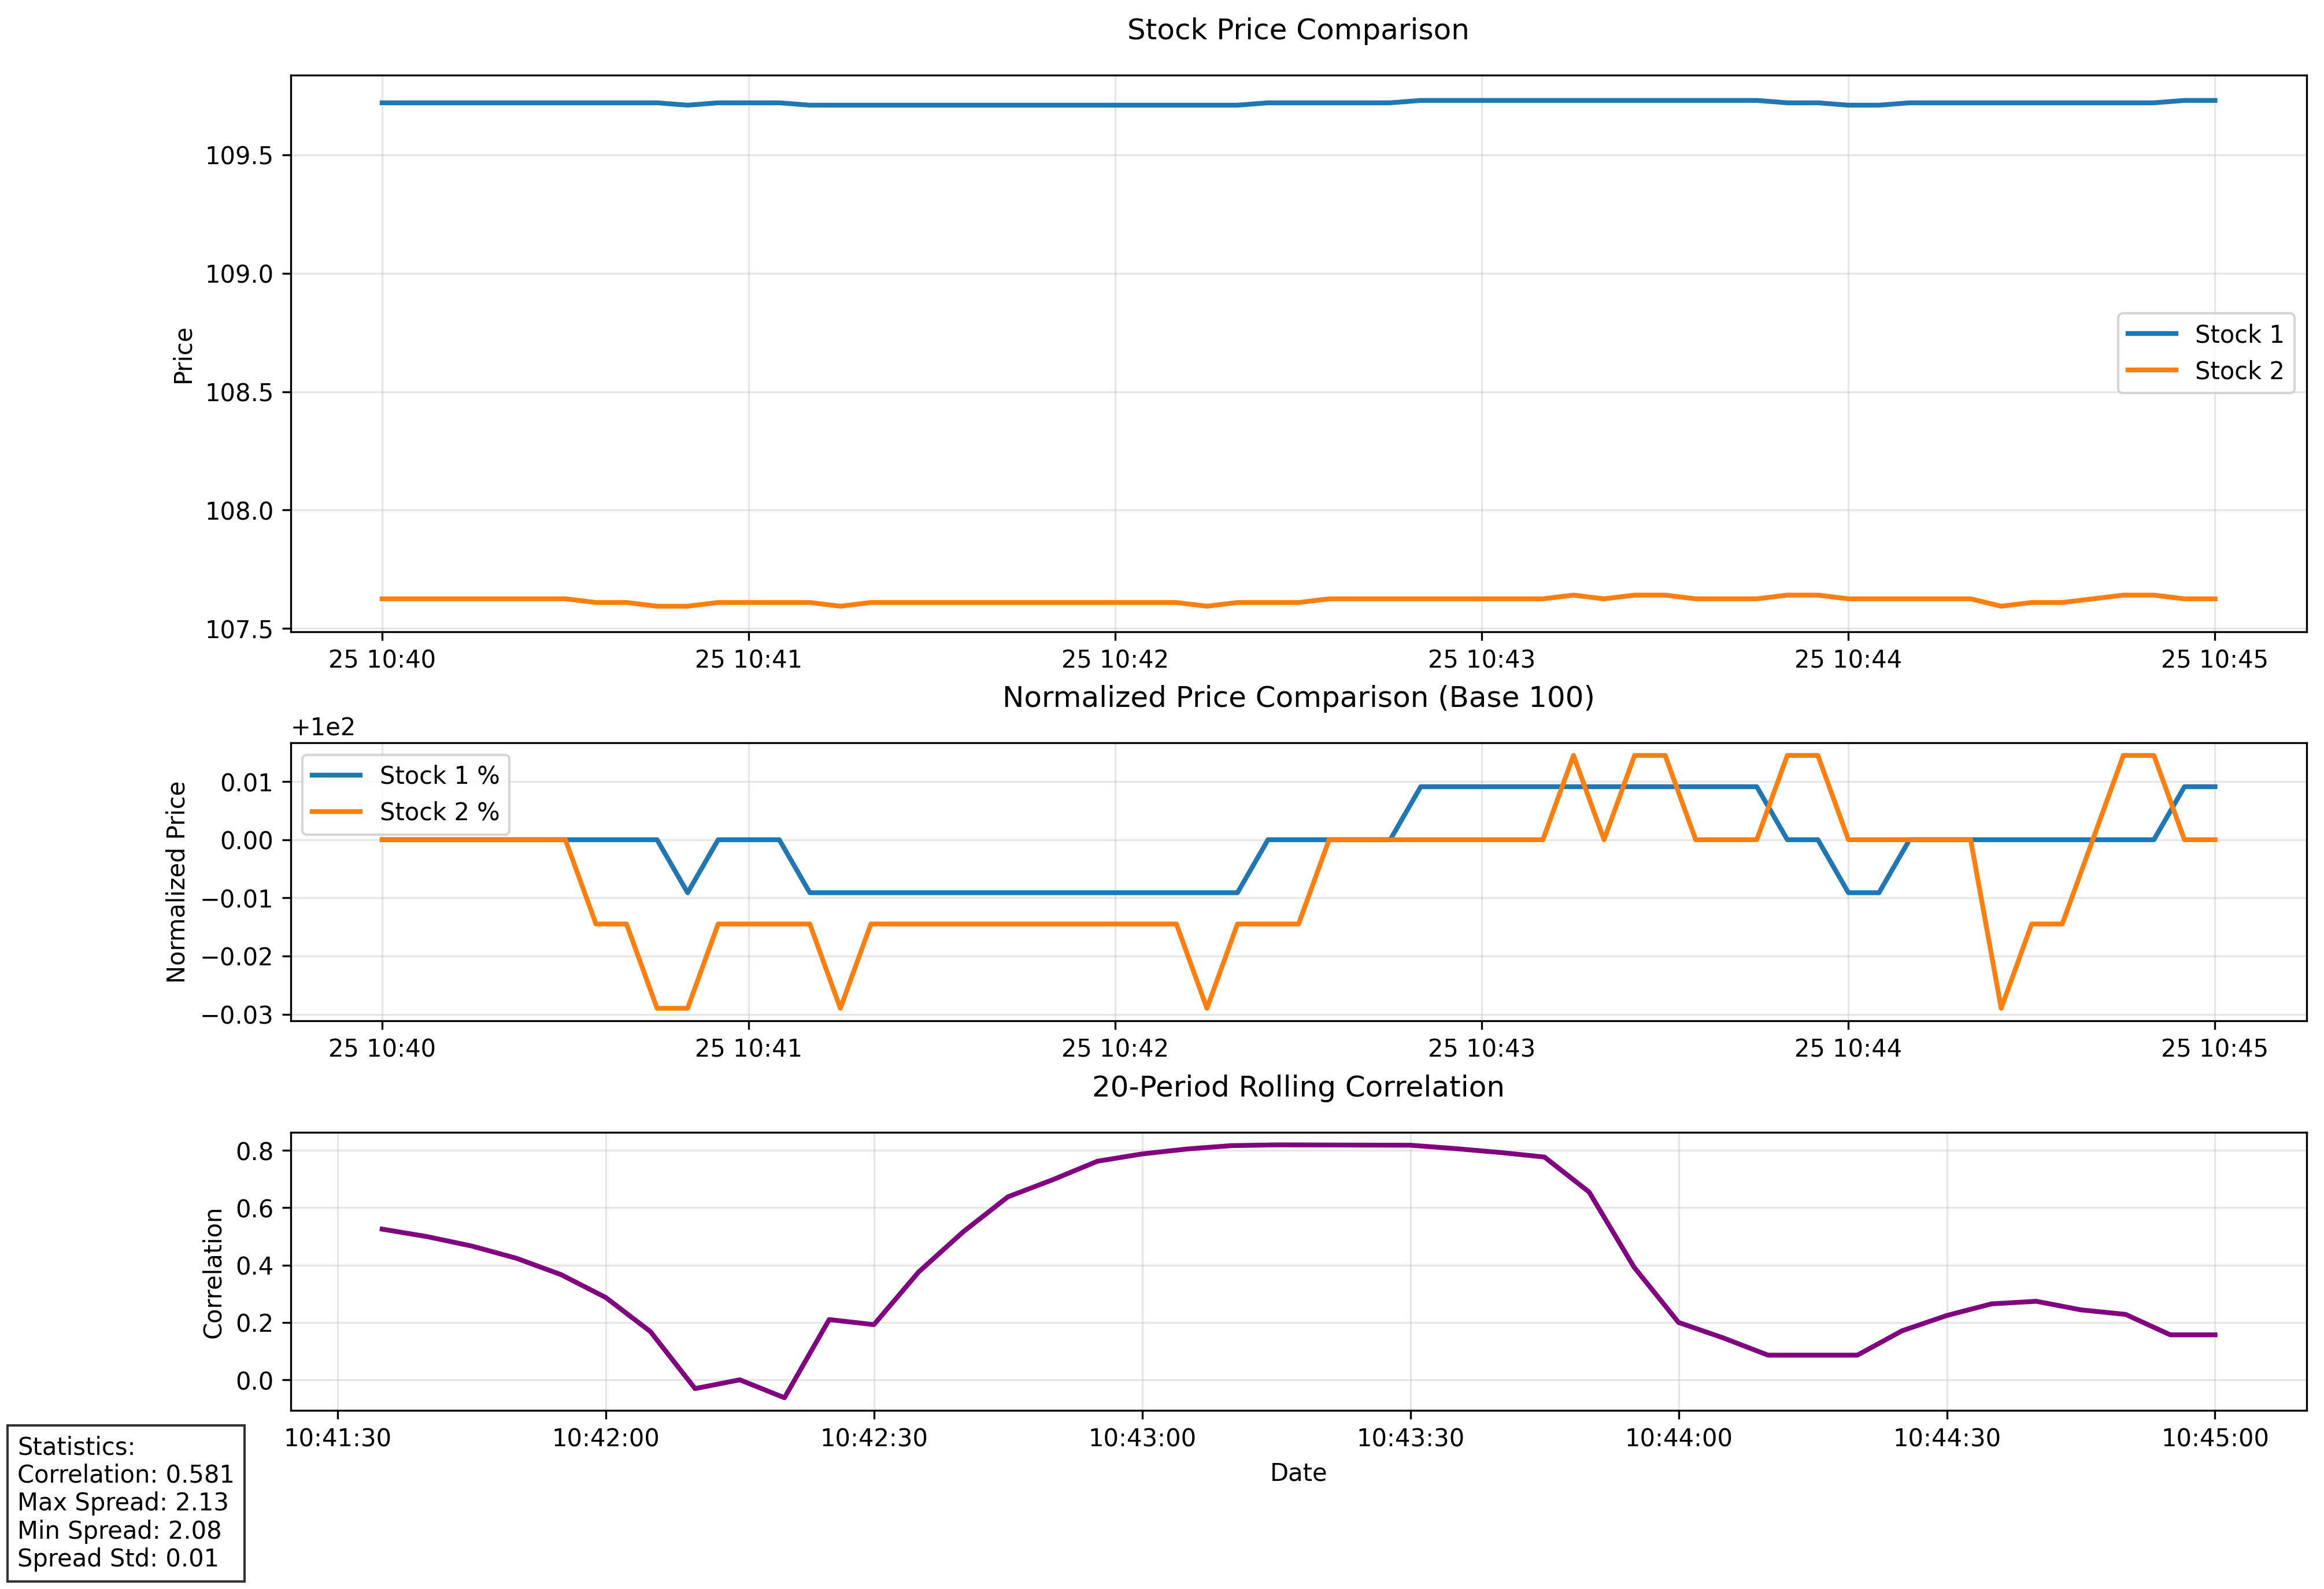 Stock Price Comparison
Price
109.5
109.0
108.5
108.0
107.5
Stock 1
Stock 2
25 10:40
25 10:41
25 10:42
25 10:43
25 10:44
25 10:45
Normalized Price Comparison (Base 100)
+1e2
Normalized Price
0.01
0.00
−0.01
−0.02
−0.03
Stock 1 %
Stock 2 %
25 10:40
25 10:41
25 10:42
25 10:43
25 10:44
25 10:45
20-Period Rolling Correlation
Correlation
0.8
0.6
0.4
0.2
0.0
10:41:30
10:42:00
10:42:30
10:43:00
10:43:30
10:44:00
10:44:30
10:45:00
Date
Statistics:
Correlation: 0.581
Max Spread: 2.13
Min Spread: 2.08
Spread Std: 0.01